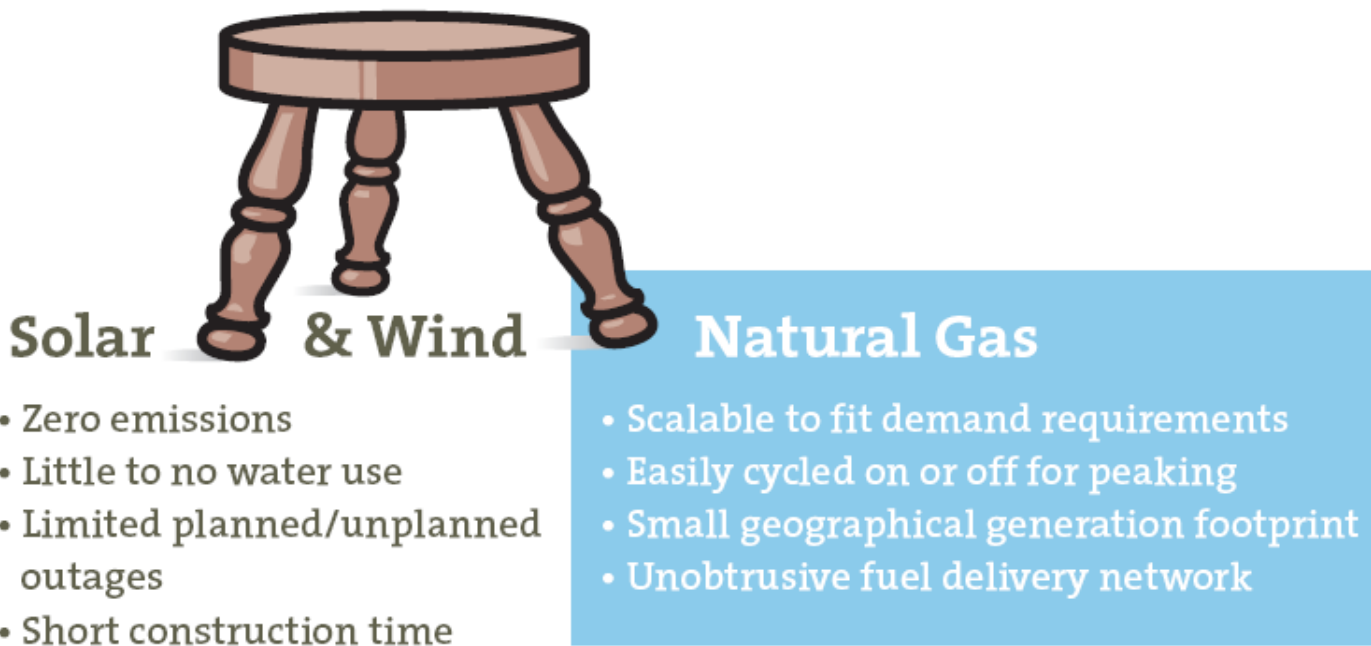 Solar & Wind
• Zero emissions
• Little to no water use
• Limited planned/unplanned
outages
• Short construction time
Natural Gas
• Scalable to fit demand requirements
• Easily cycled on or off for peaking
• Small geographical generation footprint
• Unobtrusive fuel delivery network